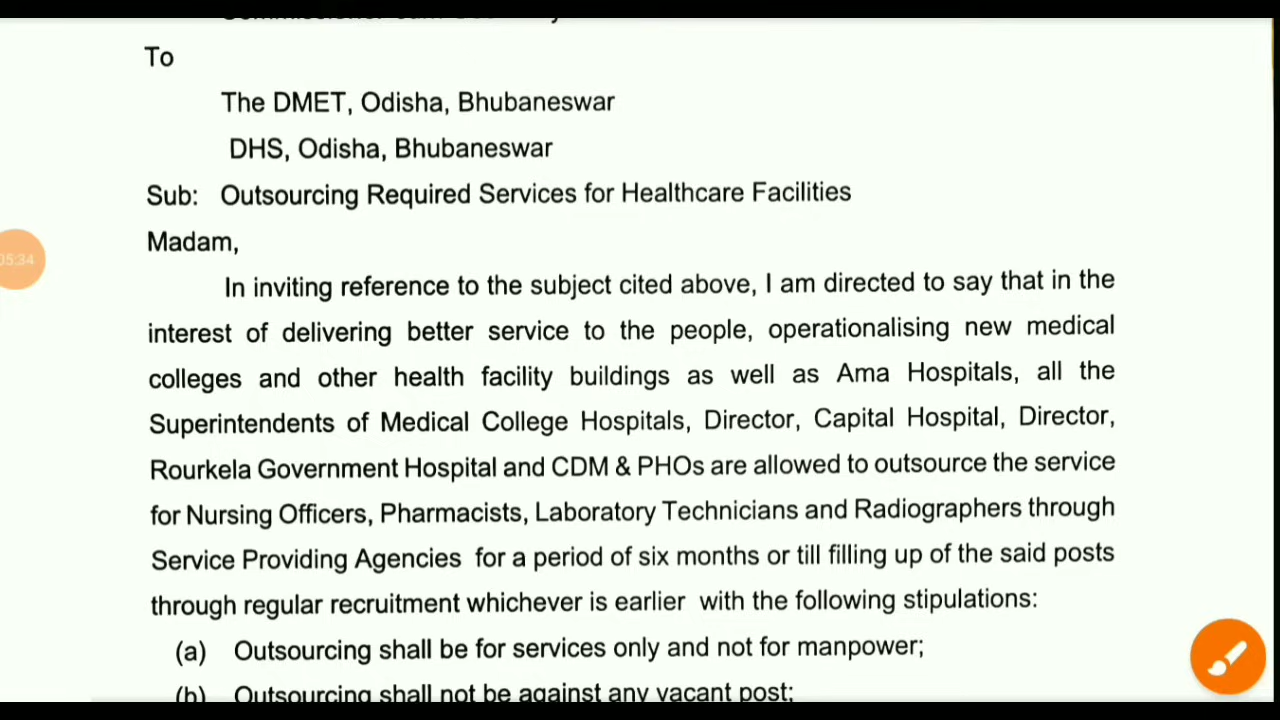 To
The DMET, Odisha, Bhubaneswar
DHS, Odisha, Bhubaneswar
Sub: Outsourcing Required Services for Healthcare Facilities
Madam,
In inviting reference to the subject cited above, I am directed to say that in the
interest of delivering better service to the people, operationalising new medical
colleges and other health facility buildings as well as Ama Hospitals, all the
Superintendents of Medical College Hospitals, Director, Capital Hospital, Director,
Rourkela Government Hospital and CDM & PHOs are allowed to outsource the service
for Nursing Officers, Pharmacists, Laboratory Technicians and Radiographers through
Service Providing Agencies for a period of six months or till filling up of the said posts
through regular recruitment whichever is earlier with the following stipulations:
(a) Outsourcing shall be for services only and not for manpower;
(b) Outsourcing shall not be against any vacant post;
05:34